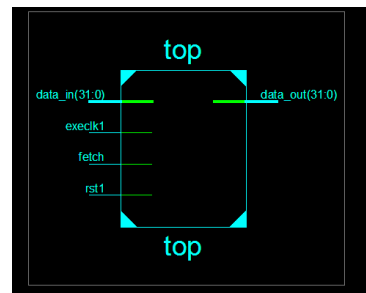 top
data_in(31:0)
data_out(31:0)
execlk1
fetch
rst1
top